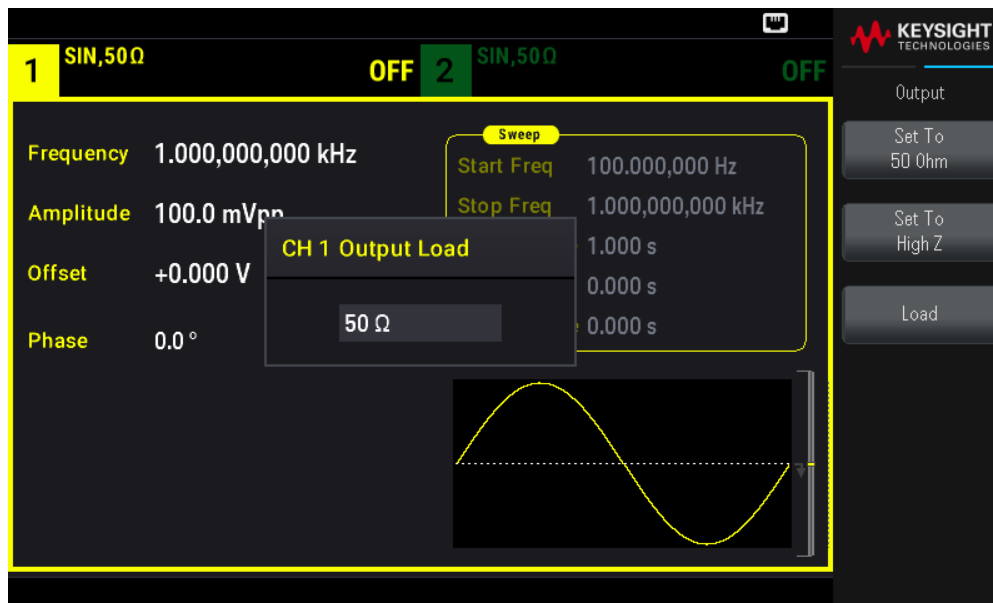 1 SIN,50Ω OFF
2 SIN,50Ω OFF
Frequency 1.000,000,000 kHz
Amplitude 100.0 mVpp
Offset +0.000 V
Phase 0.0 °
Sweep
Start Freq 100.000,000 Hz
Stop Freq 1.000,000,000 kHz
1.000 s
0.000 s
0.000 s
CH 1 Output Load
50 Ω
KEYSIGHT
TECHNOLOGIES
Output
Set To
50 Ohm
Set To
High Z
Load